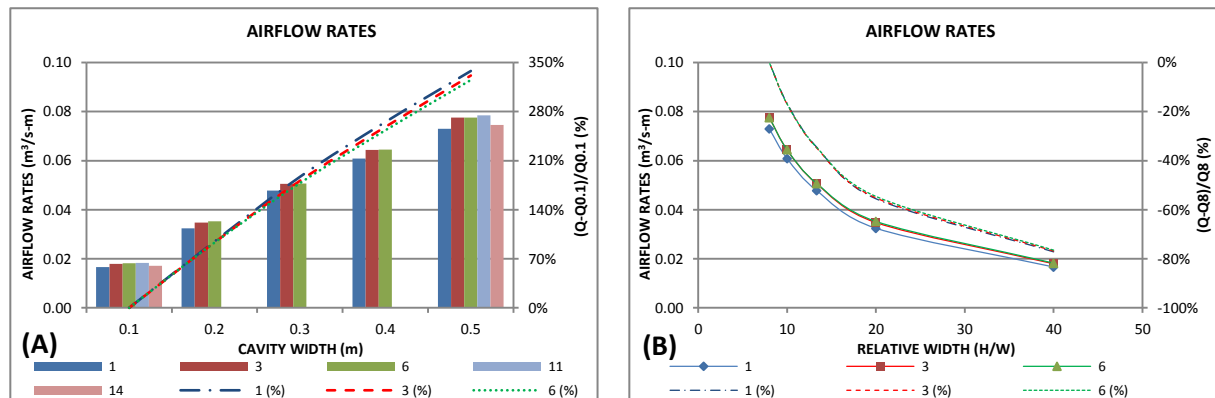 AIRFLOW RATES
AIRFLOW RATES (m³/s-m)
0.10
0.08
0.06
0.04
0.02
0.00
350%
280%
210%
140%
70%
0%
(Q-Q0.1)/Q0.1 (%)
0.1 0.2 0.3 0.4 0.5
(A)
CAVITY WIDTH (m)
1 3 6 11
14 1 (%) 3 (%) 6 (%)
AIRFLOW RATES
AIRFLOW RATES (m³/s-m)
0.10
0.08
0.06
0.04
0.02
0.00
0%
-20%
-40%
-60%
-80%
-100%
(Q-Q8)/Q8 (%)
0 10 20 30 40 50
(B)
RELATIVE WIDTH (H/W)
1 3 6
1 (%) 3 (%) 6 (%)